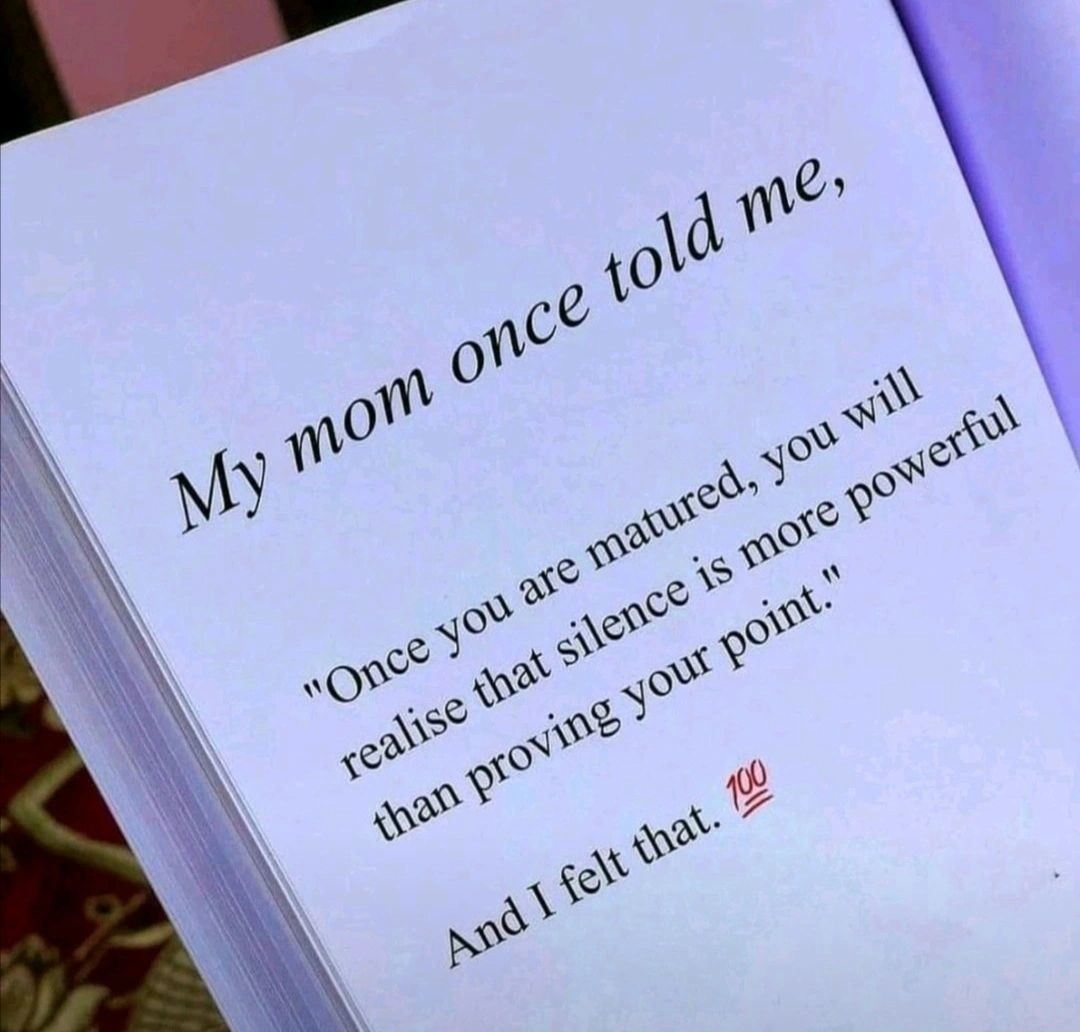 My mom once told me,
"Once you are matured, you will
realise that silence is more powerful
than proving your point."
And I felt that. 💯